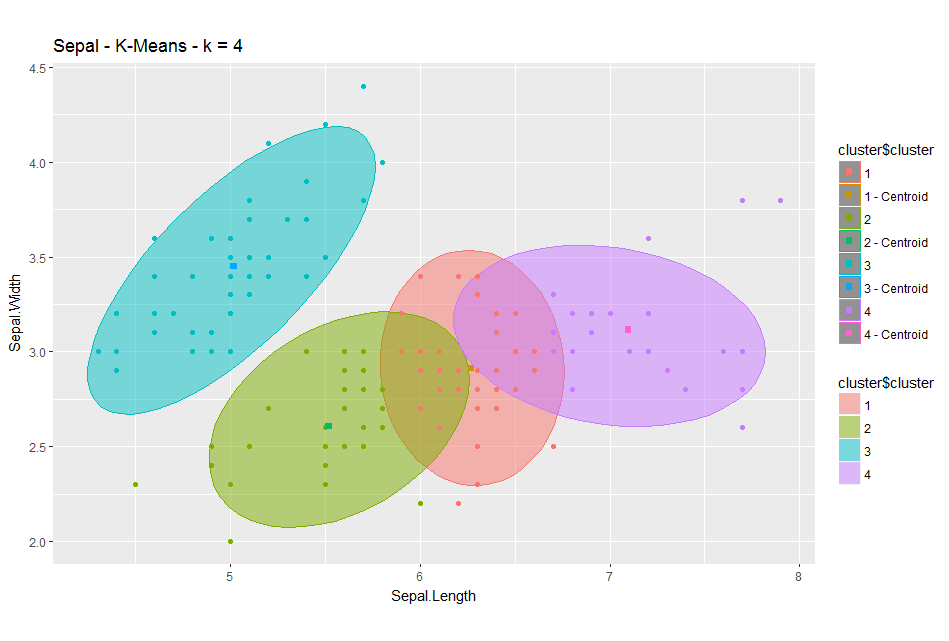 Sepal - K-Means - k = 4
4.5
4.0
3.5
3.0
2.5
2.0
Sepal.Width
5
6
7
8
Sepal.Length
cluster$cluster
1
1 - Centroid
2
2 - Centroid
3
3 - Centroid
4
4 - Centroid
cluster$cluster
1
2
3
4